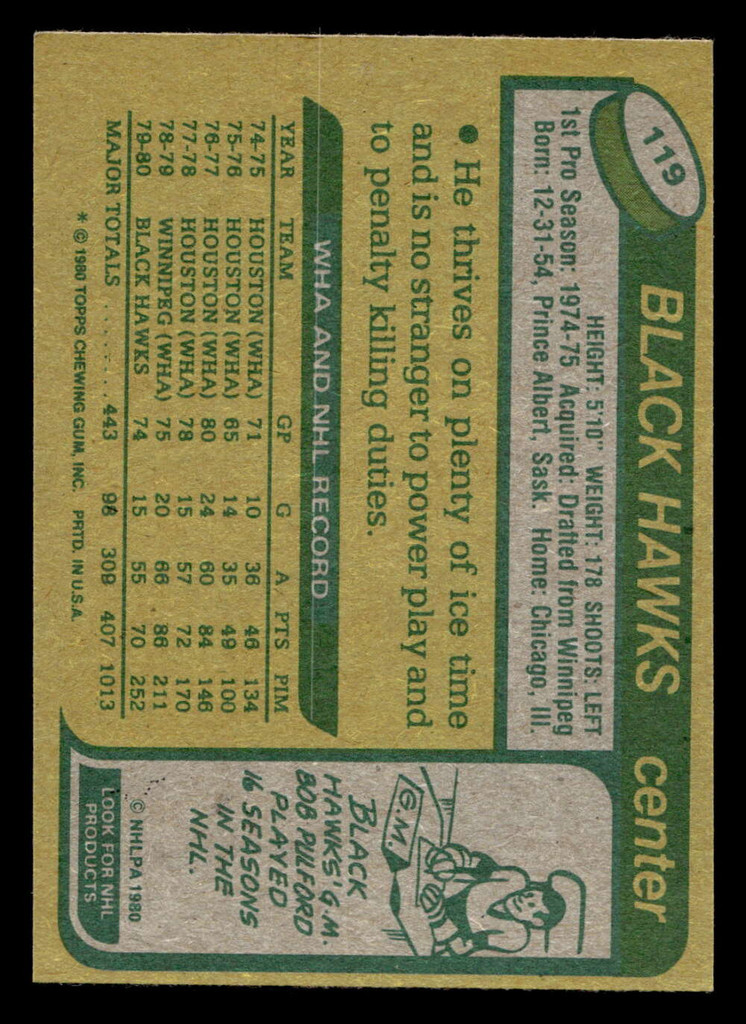 119
BLACK HAWKS center
HEIGHT: 5'10" WEIGHT: 178 SHOOTS: LEFT
1st Pro Season: 1974-75 Acquired: Drafted from Winnipeg
Born: 12-31-54, Prince Albert, Sask. Home: Chicago, Ill.
● He thrives on plenty of ice time
and is no stranger to power play and
to penalty killing duties.
WHA AND NHL RECORD
YEAR TEAM GP G A PTS PIM
74-75 HOUSTON (WHA) 71 10 36 46 134
75-76 HOUSTON (WHA) 65 14 35 49 100
76-77 HOUSTON (WHA) 80 24 60 84 146
77-78 HOUSTON (WHA) 78 15 57 72 170
78-79 WINNIPEG (WHA) 75 20 66 86 211
79-80 BLACK HAWKS 74 15 55 70 252
MAJOR TOTALS . . . . . . . 443 98 309 407 1013
* © 1980 TOPPS CHEWING GUM, INC. PRTD. IN U.S.A.
G.M.
BLACK
HAWKS' G.M.
BOB PULFORD
PLAYED
16 SEASONS
IN THE
NHL.
© NHLPA 1980
LOOK FOR NHL
PRODUCTS